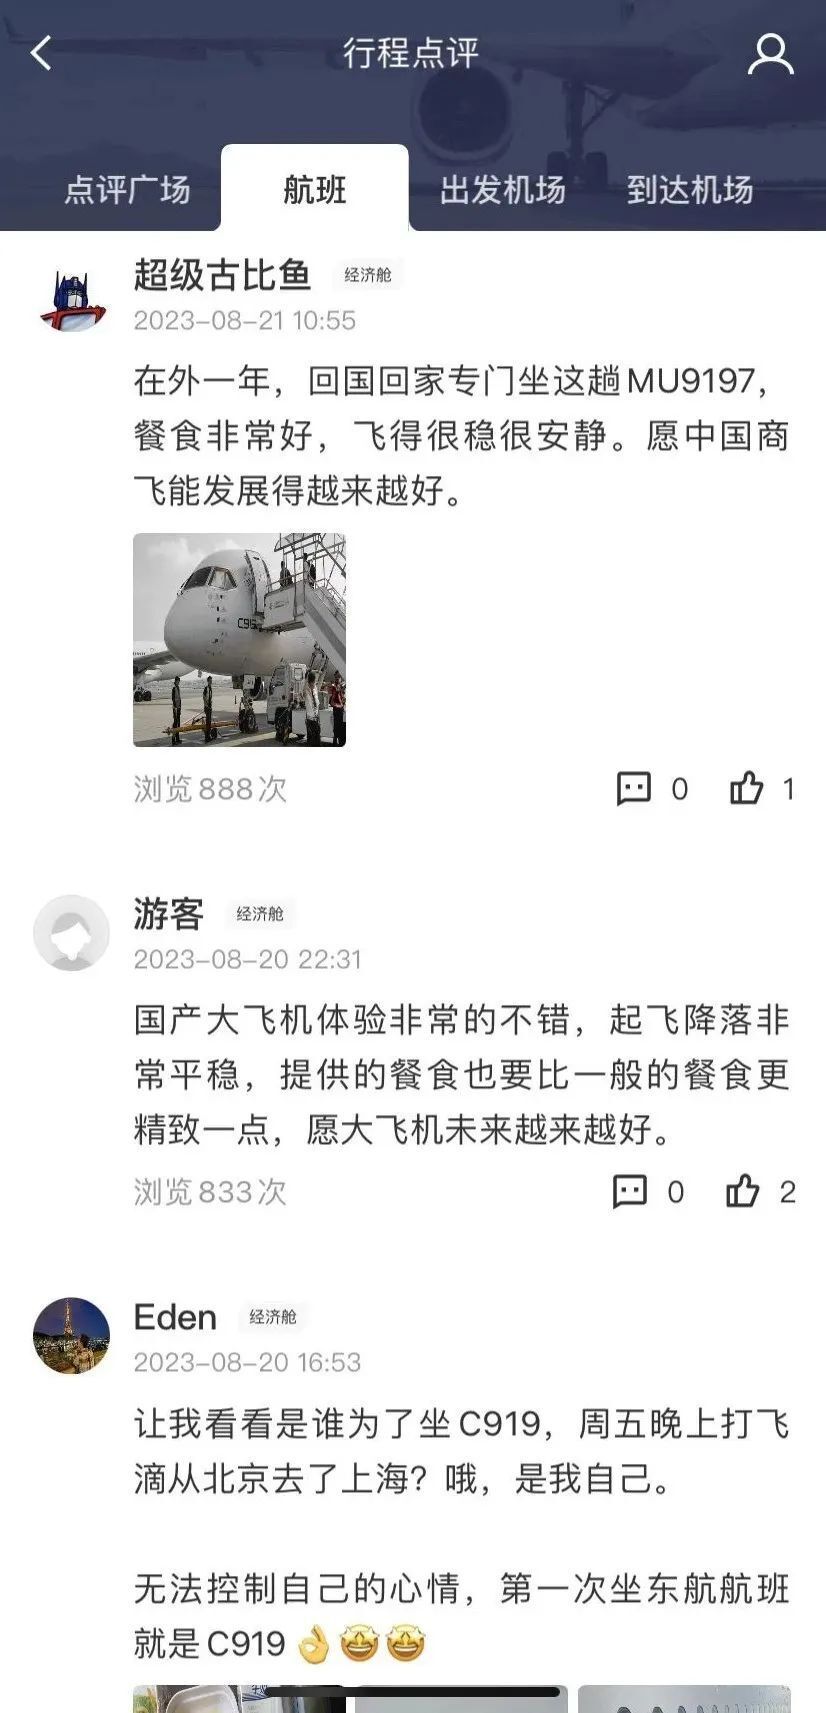 行程点评
点评广场 航班 出发机场 到达机场
超级古比鱼 经济舱
2023-08-21 10:55
在外一年，回国回家专门坐这趟MU9197，
餐食非常好，飞得很稳很安静。愿中国商
飞能发展得越来越好。
浏览888次 0 1
游客 经济舱
2023-08-20 22:31
国产大飞机体验非常的不错，起飞降落非
常平稳，提供的餐食也要比一般的餐食更
精致一点，愿大飞机未来越来越好。
浏览833次 0 2
Eden 经济舱
2023-08-20 16:53
让我看看是谁为了坐C919，周五晚上打飞
滴从北京去了上海？哦，是我自己。
无法控制自己的心情，第一次坐东航航班
就是C919👌🤩🤩